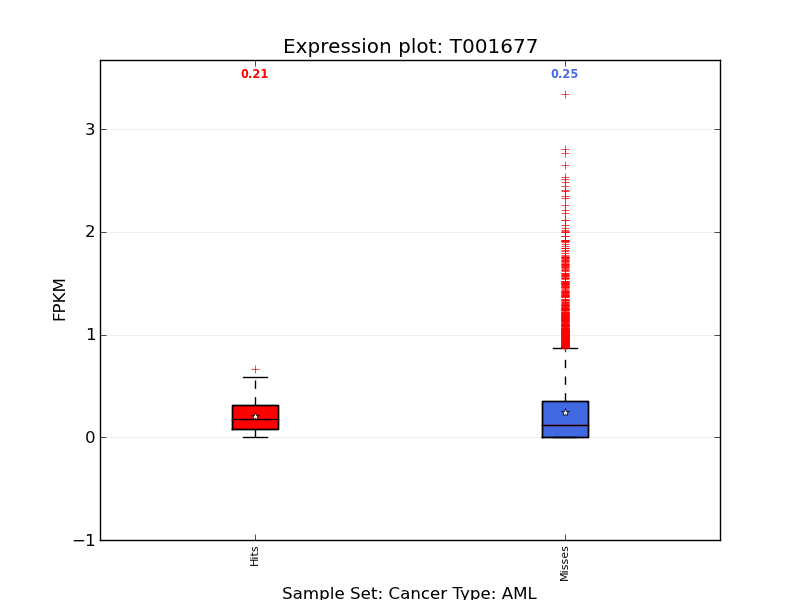 Expression plot: T001677
0.21
0.25
3
2
1
0
−1
FPKM
Hits
Misses
Sample Set: Cancer Type: AML